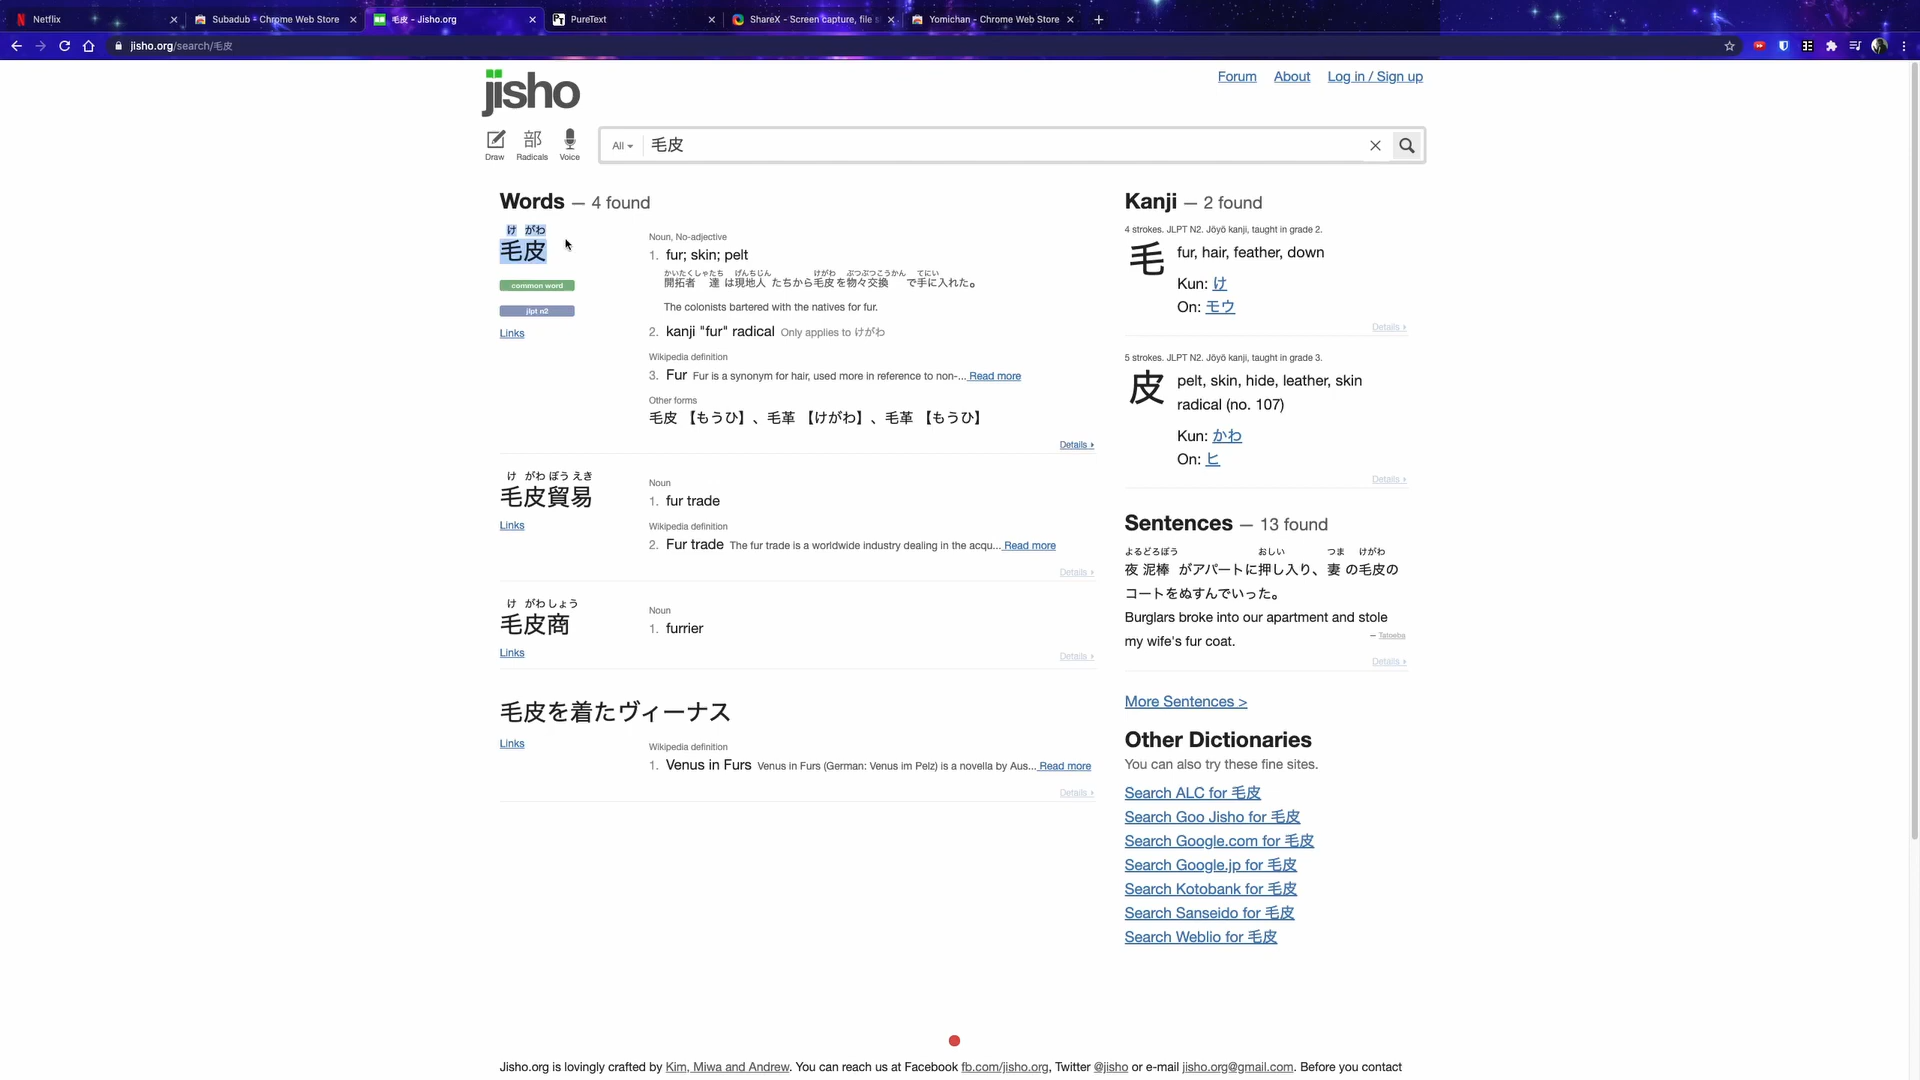 Netflix
Subadub - Chrome Web Store
毛皮 - Jisho.org
PureText
ShareX - Screen capture, file s
Yomichan - Chrome Web Store
jisho.org/search/毛皮
jisho
Forum About Log in / Sign up
Draw Radicals Voice
部
All 毛皮
Words — 4 found
け がわ
毛皮
common word
jlpt n2
Links
Noun, No-adjective
1. fur; skin; pelt
かいたくしゃたち げんちじん けがわ ぶつぶつこうかん てにい
開拓者 達 は現地人 たちから毛皮を物々交換 で手に入れた。
The colonists bartered with the natives for fur.
2. kanji "fur" radical Only applies to けがわ
Wikipedia definition
3. Fur Fur is a synonym for hair, used more in reference to non-... Read more
Other forms
毛皮 【もうひ】、毛革 【けがわ】、毛革 【もうひ】
Details
け がわ ぼう えき
毛皮貿易
Links
Noun
1. fur trade
Wikipedia definition
2. Fur trade The fur trade is a worldwide industry dealing in the acqu... Read more
Details
け がわ しょう
毛皮商
Links
Noun
1. furrier
Details
毛皮を着たヴィーナス
Links
Wikipedia definition
1. Venus in Furs Venus in Furs (German: Venus im Pelz) is a novella by Aus... Read more
Details
Kanji — 2 found
4 strokes. JLPT N2. Jōyō kanji, taught in grade 2.
毛 fur, hair, feather, down
Kun: け
On: モウ
Details
5 strokes. JLPT N2. Jōyō kanji, taught in grade 3.
皮 pelt, skin, hide, leather, skin
radical (no. 107)
Kun: かわ
On: ヒ
Details
Sentences — 13 found
よるどろぼう おしい つま けがわ
夜 泥棒 がアパートに押し入り、妻 の毛皮の
コートをぬすんでいった。
Burglars broke into our apartment and stole
my wife's fur coat.
— Tatoeba
Details
More Sentences >
Other Dictionaries
You can also try these fine sites.
Search ALC for 毛皮
Search Goo Jisho for 毛皮
Search Google.com for 毛皮
Search Google.jp for 毛皮
Search Kotobank for 毛皮
Search Sanseido for 毛皮
Search Weblio for 毛皮
Jisho.org is lovingly crafted by Kim, Miwa and Andrew. You can reach us at Facebook fb.com/jisho.org, Twitter @jisho or e-mail jisho.org@gmail.com. Before you contact